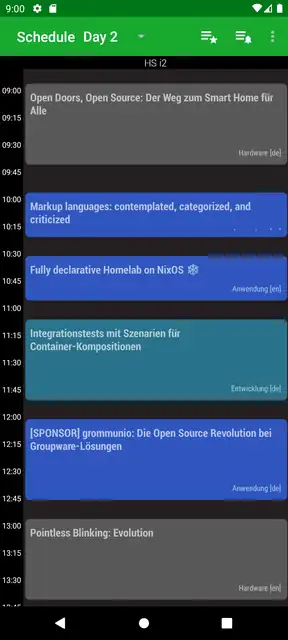 9:00
Schedule Day 2
HS i2
09:00
Open Doors, Open Source: Der Weg zum Smart Home für
Alle
09:15
09:30
Hardware [de]
09:45
10:00
Markup languages: contemplated, categorized, and
criticized
10:15
10:30
Fully declarative Homelab on NixOS ❄️
10:45
Anwendung [en]
11:00
11:15
Integrationstests mit Szenarien für
Container-Kompositionen
11:30
11:45
Entwicklung [de]
12:00
[SPONSOR] grommunio: Die Open Source Revolution bei
Groupware-Lösungen
12:15
12:30
Anwendung [de]
12:45
13:00
Pointless Blinking: Evolution
13:15
13:30
Hardware [en]